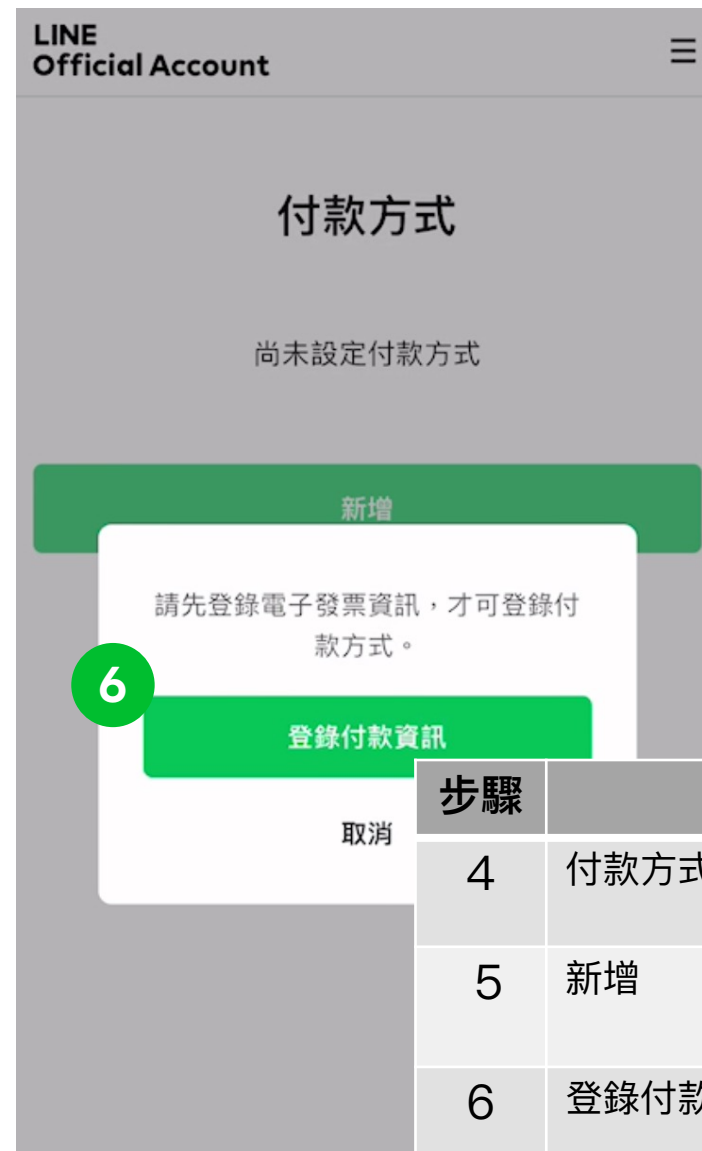 LINE
Official Account
付款方式
尚未設定付款方式
新增
請先登錄電子發票資訊，才可登錄付
款方式。
6
登錄付款資訊
取消
步驟
4 付款方式
5 新增
6 登錄付款